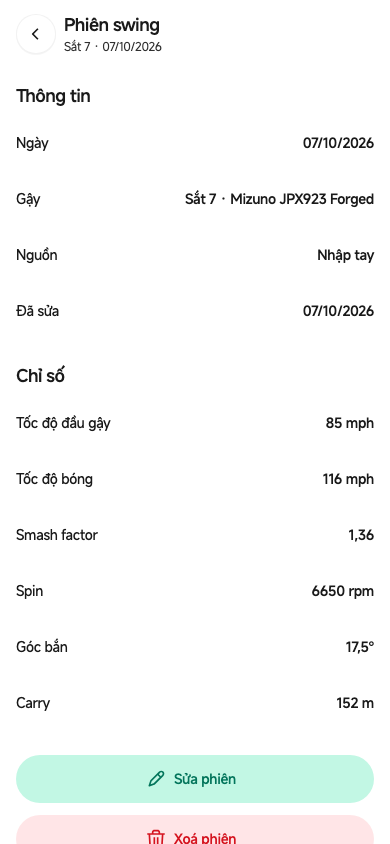 Phiên swing
Sắt 7 · 07/10/2026
Thông tin
Ngày 07/10/2026
Gậy Sắt 7 · Mizuno JPX923 Forged
Nguồn Nhập tay
Đã sửa 07/10/2026
Chỉ số
Tốc độ đầu gậy 85 mph
Tốc độ bóng 116 mph
Smash factor 1,36
Spin 6650 rpm
Góc bắn 17,5°
Carry 152 m
Sửa phiên
Xoá phiên